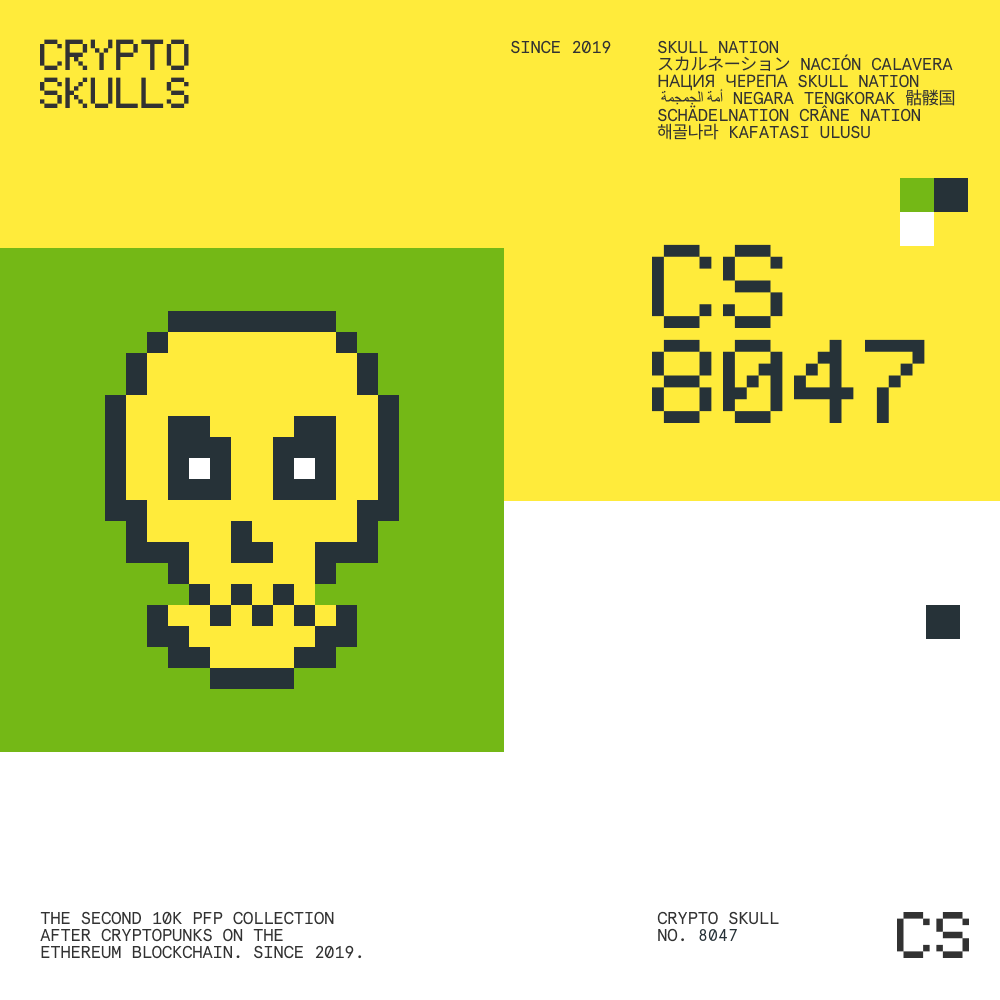 CRYPTO
SKULLS
SINCE 2019
SKULL NATION
スカルネーション NACIÓN CALAVERA
НАЦИЯ ЧЕРЕПА SKULL NATION
أمة الجمجمة NEGARA TENGKORAK 骷髅国
SCHÄDELNATION CRÂNE NATION
해골나라 KAFATASI ULUSU
CS
8047
THE SECOND 10K PFP COLLECTION
AFTER CRYPTOPUNKS ON THE
ETHEREUM BLOCKCHAIN. SINCE 2019.
CRYPTO SKULL
NO. 8047
CS